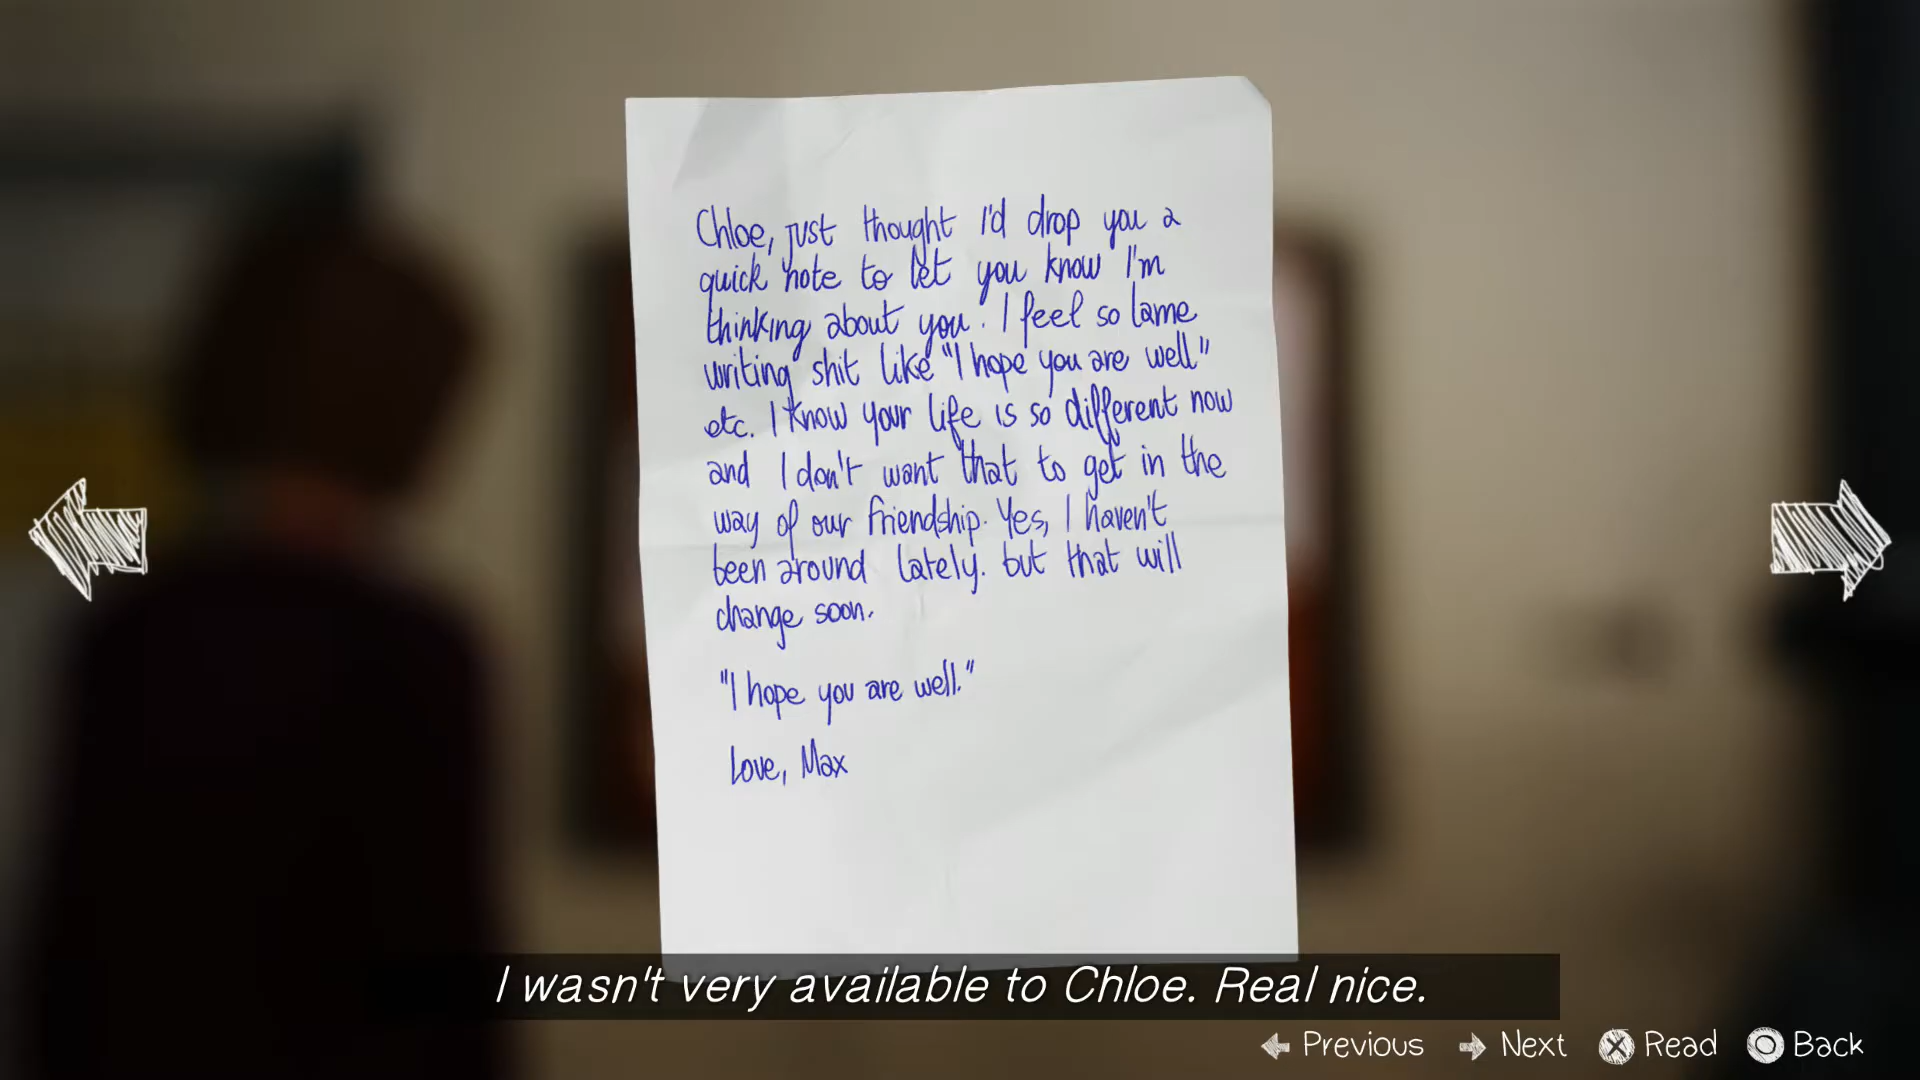 Chloe, just thought I'd drop you a
quick note to let you know I'm
thinking about you. I feel so lame
writing shit like "I hope you are well"
etc. I know your life is so different now
and I don't want that to get in the
way of our friendship. Yes, I haven't
been around lately. but that will
change soon.
"I hope you are well."
Love, Max
I wasn't very available to Chloe. Real nice.
Previous Next Read Back